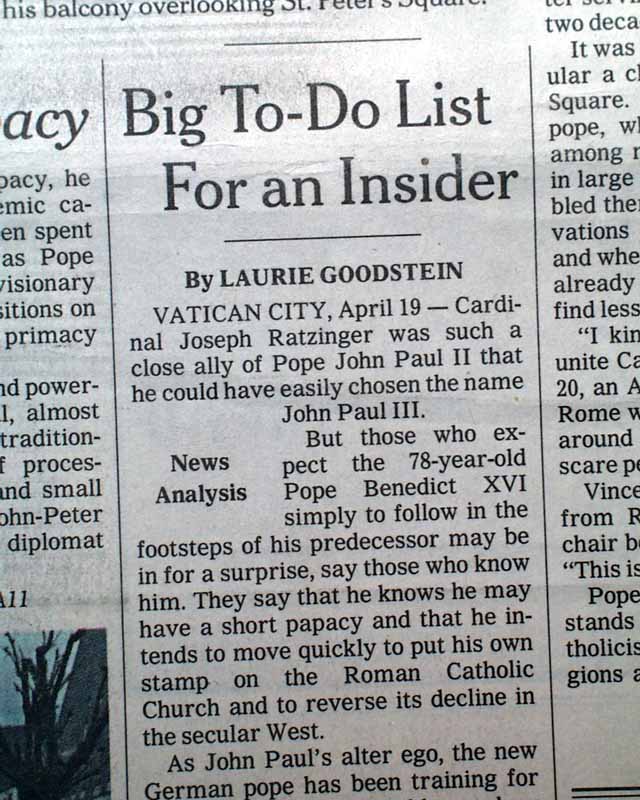 his balcony overlooking St. Peter's Square.
acy
pacy, he
emic ca-
en spent
as Pope
visionary
sitions on
primacy
nd power-
l, almost
tradition-
f proces-
and small
ohn-Peter
diplomat
A11
Big To-Do List
For an Insider
By LAURIE GOODSTEIN
VATICAN CITY, April 19 — Cardi-
nal Joseph Ratzinger was such a
close ally of Pope John Paul II that
he could have easily chosen the name
John Paul III.
News
Analysis
But those who ex-
pect the 78-year-old
Pope Benedict XVI
simply to follow in the
footsteps of his predecessor may be
in for a surprise, say those who know
him. They say that he knows he may
have a short papacy and that he in-
tends to move quickly to put his own
stamp on the Roman Catholic
Church and to reverse its decline in
the secular West.
As John Paul's alter ego, the new
German pope has been training for
two deca
It was
ular a cl
Square.
pope, wh
among r
in large
bled the
vations
and whe
already
find less
"I kin
unite Ca
20, an A
Rome w
around
scare pe
Vince
from R
chair b
"This is
Pope
stands
tholicis
gions a